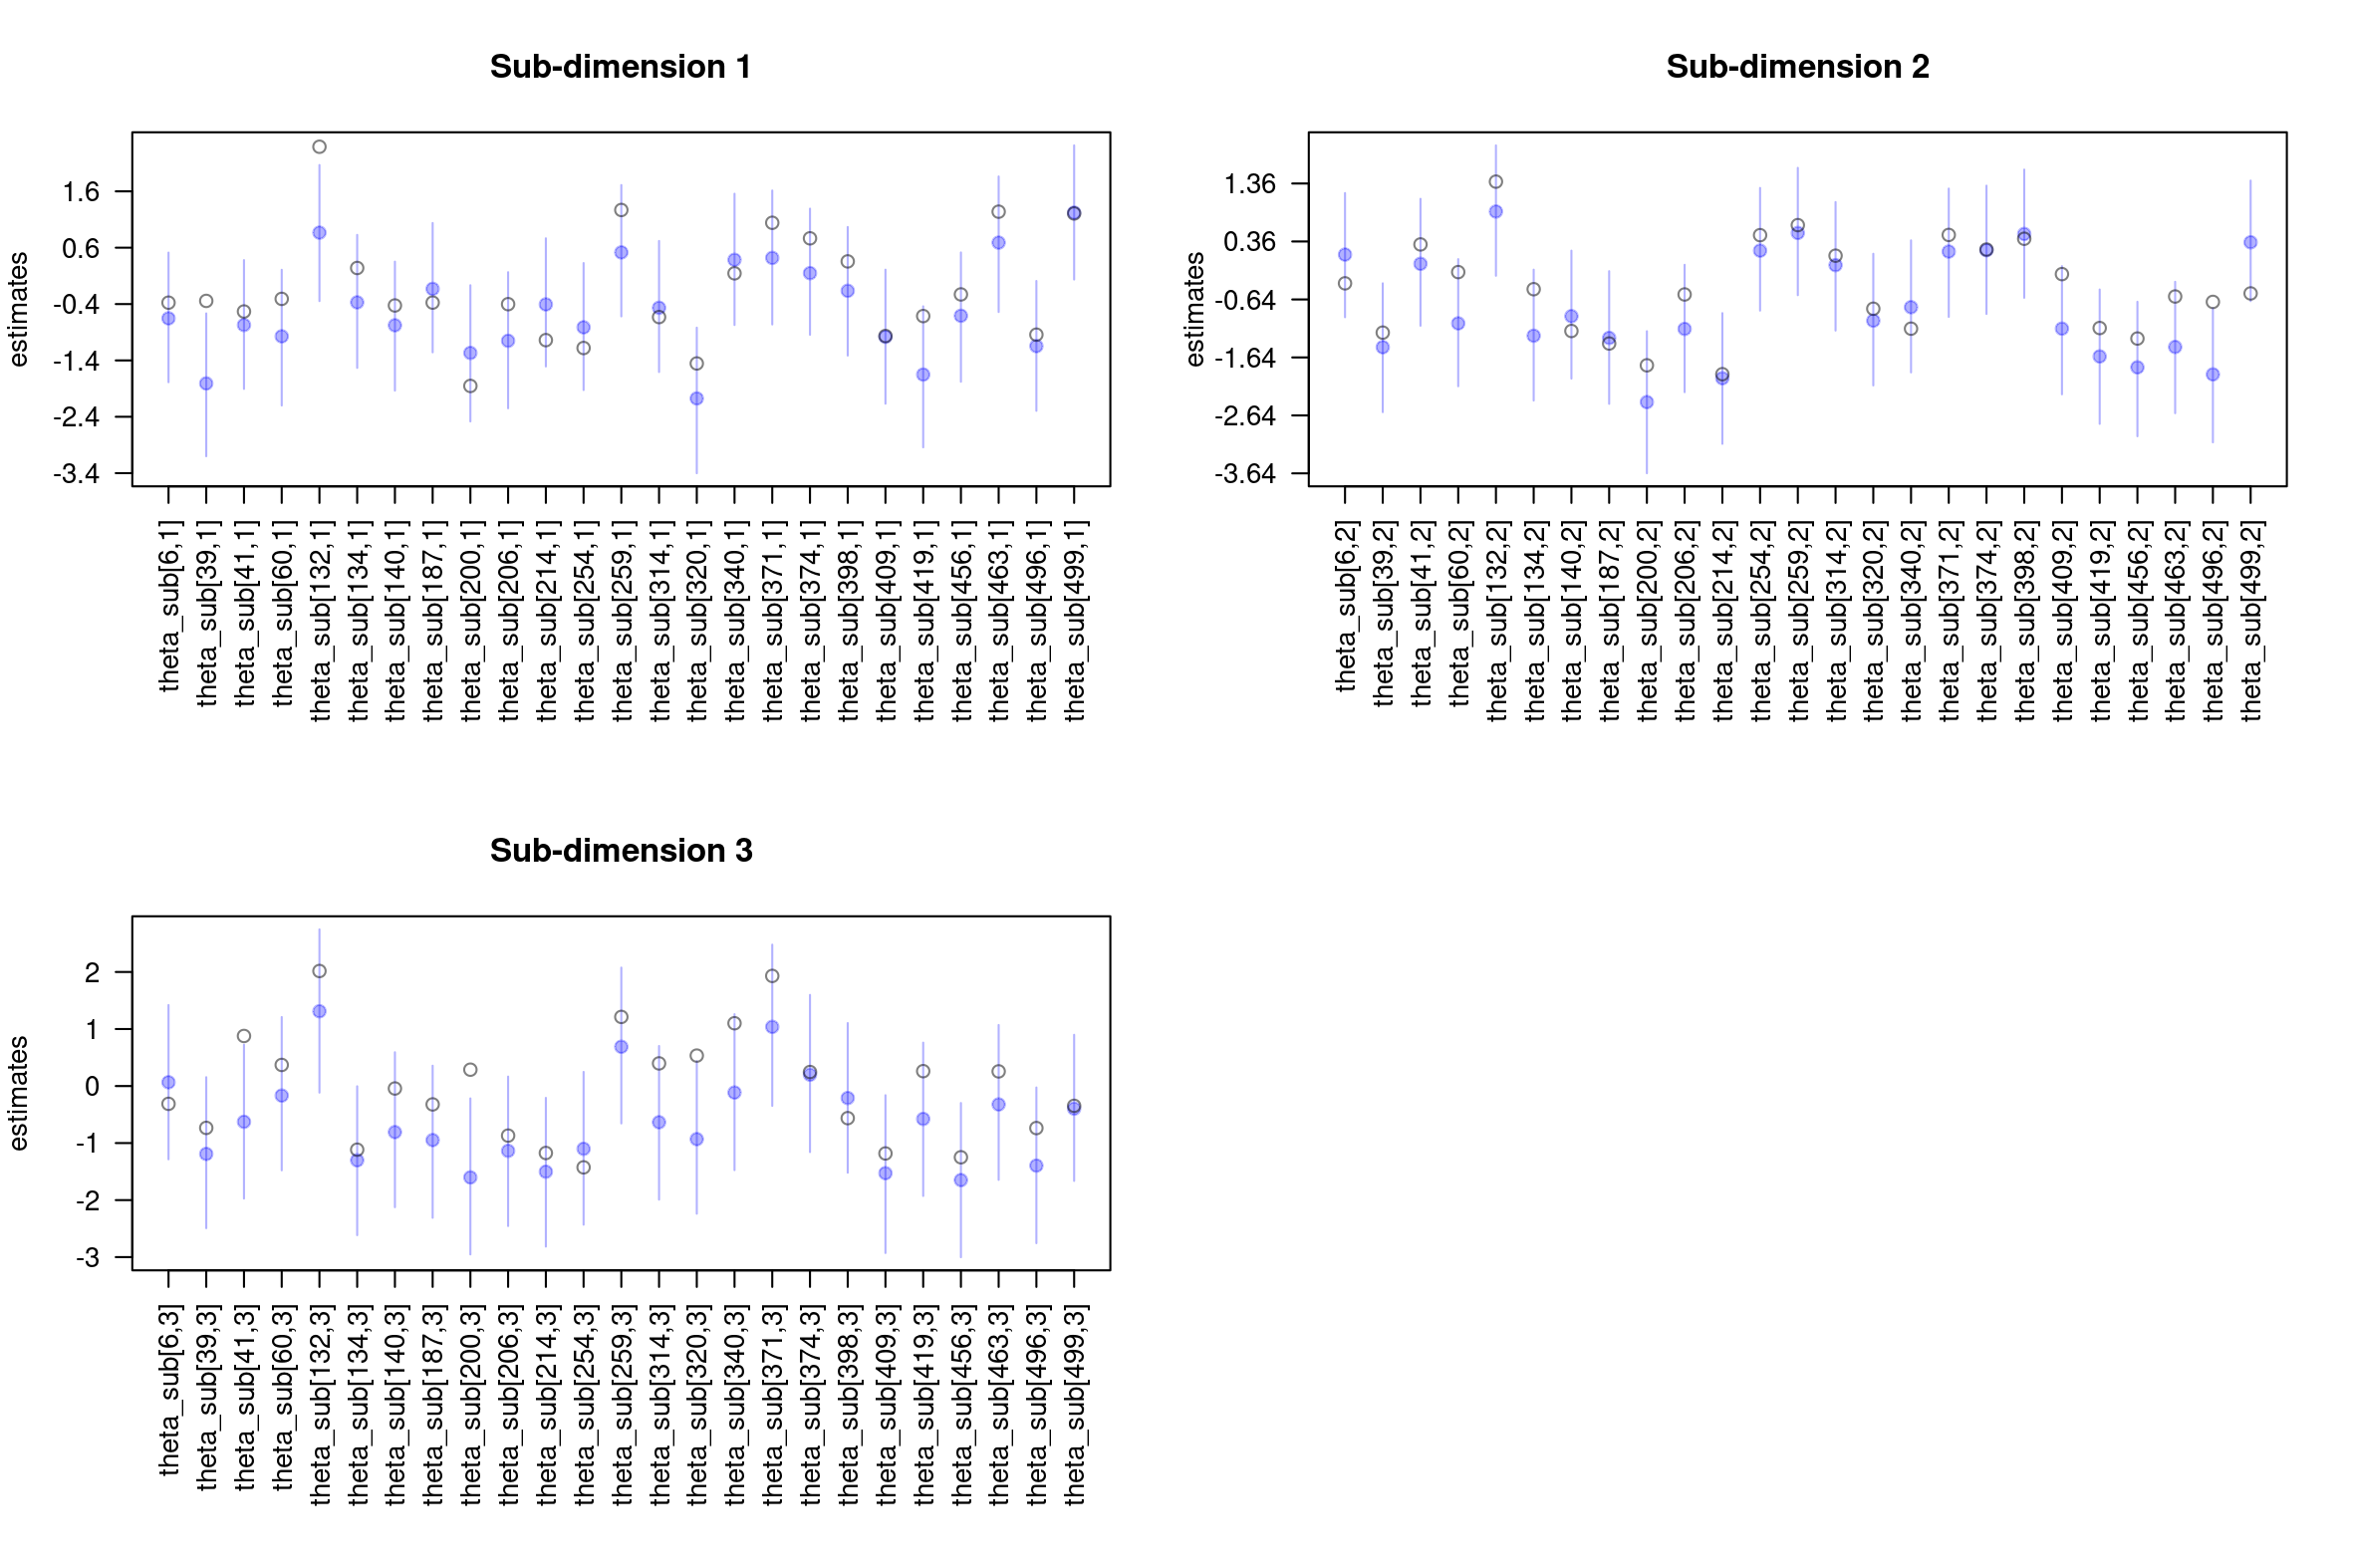 Sub-dimension 1
estimates
1.6
0.6
-0.4
-1.4
-2.4
-3.4
theta_sub[6,1]
theta_sub[39,1]
theta_sub[41,1]
theta_sub[60,1]
theta_sub[132,1]
theta_sub[134,1]
theta_sub[140,1]
theta_sub[187,1]
theta_sub[200,1]
theta_sub[206,1]
theta_sub[214,1]
theta_sub[254,1]
theta_sub[259,1]
theta_sub[314,1]
theta_sub[320,1]
theta_sub[340,1]
theta_sub[371,1]
theta_sub[374,1]
theta_sub[398,1]
theta_sub[409,1]
theta_sub[419,1]
theta_sub[456,1]
theta_sub[463,1]
theta_sub[496,1]
theta_sub[499,1]
Sub-dimension 2
estimates
1.36
0.36
-0.64
-1.64
-2.64
-3.64
theta_sub[6,2]
theta_sub[39,2]
theta_sub[41,2]
theta_sub[60,2]
theta_sub[132,2]
theta_sub[134,2]
theta_sub[140,2]
theta_sub[187,2]
theta_sub[200,2]
theta_sub[206,2]
theta_sub[214,2]
theta_sub[254,2]
theta_sub[259,2]
theta_sub[314,2]
theta_sub[320,2]
theta_sub[340,2]
theta_sub[371,2]
theta_sub[374,2]
theta_sub[398,2]
theta_sub[409,2]
theta_sub[419,2]
theta_sub[456,2]
theta_sub[463,2]
theta_sub[496,2]
theta_sub[499,2]
Sub-dimension 3
estimates
2
1
0
-1
-2
-3
theta_sub[6,3]
theta_sub[39,3]
theta_sub[41,3]
theta_sub[60,3]
theta_sub[132,3]
theta_sub[134,3]
theta_sub[140,3]
theta_sub[187,3]
theta_sub[200,3]
theta_sub[206,3]
theta_sub[214,3]
theta_sub[254,3]
theta_sub[259,3]
theta_sub[314,3]
theta_sub[320,3]
theta_sub[340,3]
theta_sub[371,3]
theta_sub[374,3]
theta_sub[398,3]
theta_sub[409,3]
theta_sub[419,3]
theta_sub[456,3]
theta_sub[463,3]
theta_sub[496,3]
theta_sub[499,3]